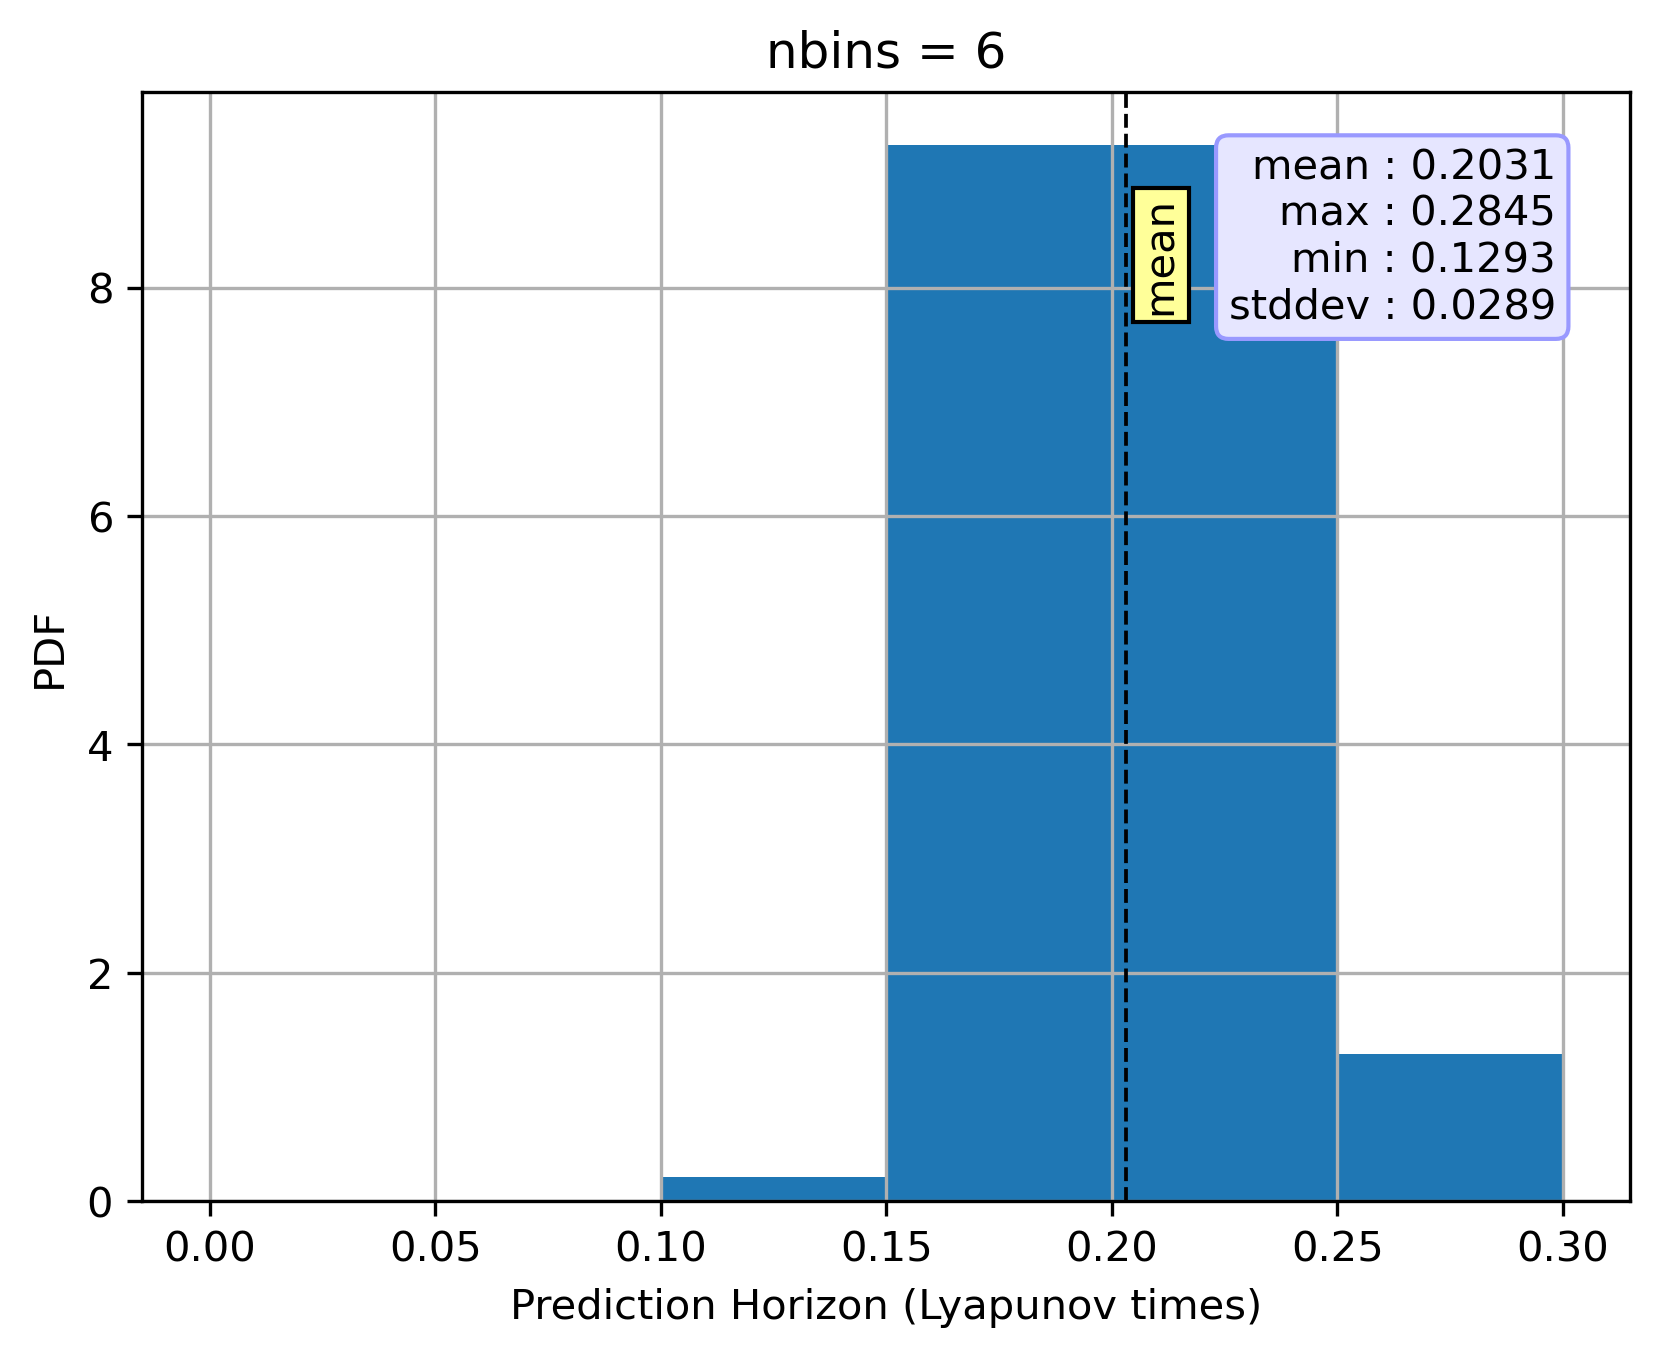 nbins = 6
mean : 0.2031
max : 0.2845
min : 0.1293
stddev : 0.0289
mean
8
6
4
2
0
PDF
0.00 0.05 0.10 0.15 0.20 0.25 0.30
Prediction Horizon (Lyapunov times)